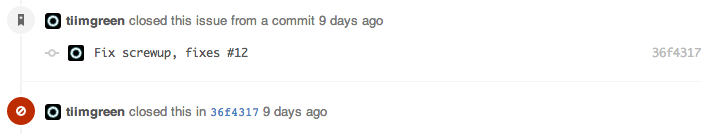 tiimgreen closed this issue from a commit 9 days ago
Fix screwup, fixes #12 36f4317
tiimgreen closed this in 36f4317 9 days ago